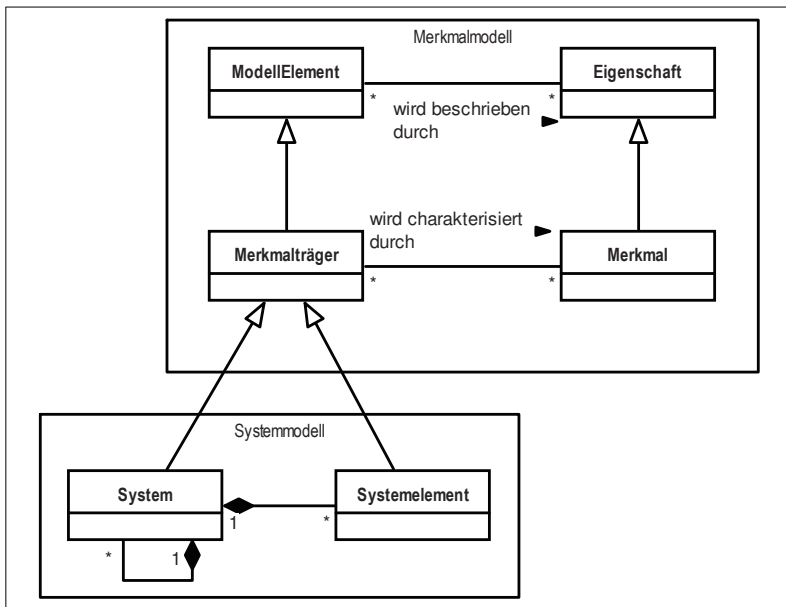 Merkmalmodell
ModellElement
Eigenschaft
*
*
wird beschrieben
durch
wird charakterisiert
durch
Merkmalträger
Merkmal
*
*
Systemmodell
System
Systemelement
1
*
*
1